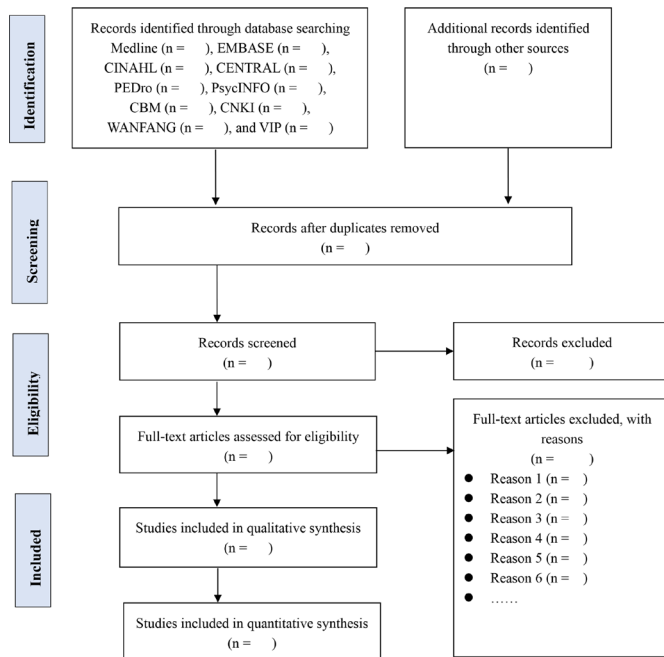 Identification
Records identified through database searching
Medline (n =     ), EMBASE (n =     ),
CINAHL (n =     ), CENTRAL (n =     ),
PEDro (n =     ), PsycINFO (n =     ),
CBM (n =     ), CNKI (n =     ),
WANFANG (n =     ), and VIP (n =     )
Additional records identified
through other sources
(n =     )
Screening
Records after duplicates removed
(n =     )
Eligibility
Records screened
(n =     )
Records excluded
(n =     )
Full-text articles assessed for eligibility
(n =     )
Full-text articles excluded, with
reasons
(n =     )
● Reason 1 (n =     )
● Reason 2 (n =     )
● Reason 3 (n =     )
● Reason 4 (n =     )
● Reason 5 (n =     )
● Reason 6 (n =     )
● ……
Included
Studies included in qualitative synthesis
(n =     )
Studies included in quantitative synthesis
(n =     )